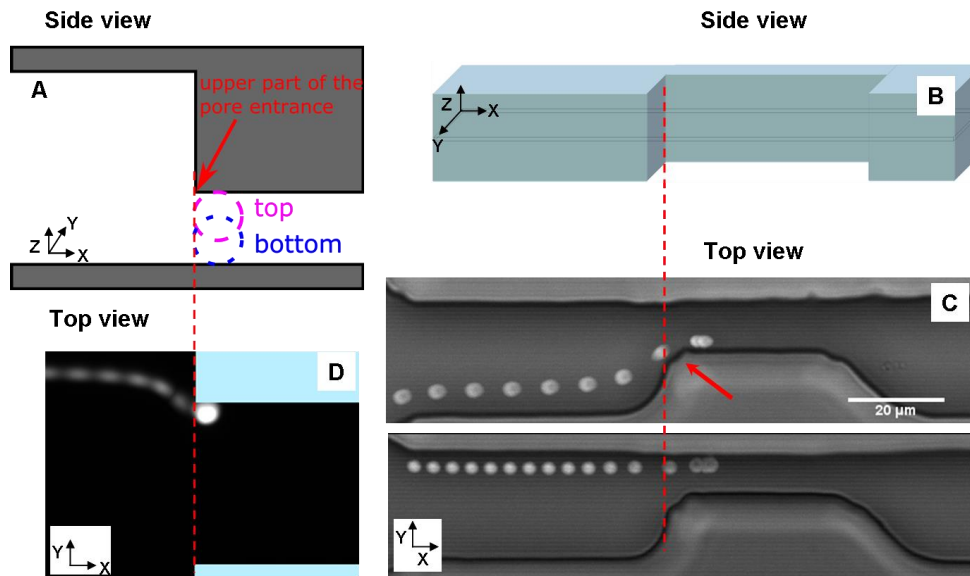 Side view
A
upper part of the
pore entrance
top
bottom
Z
Y
X
Top view
D
Y
X
Side view
B
Z
X
Y
Top view
C
20 µm
Y
X